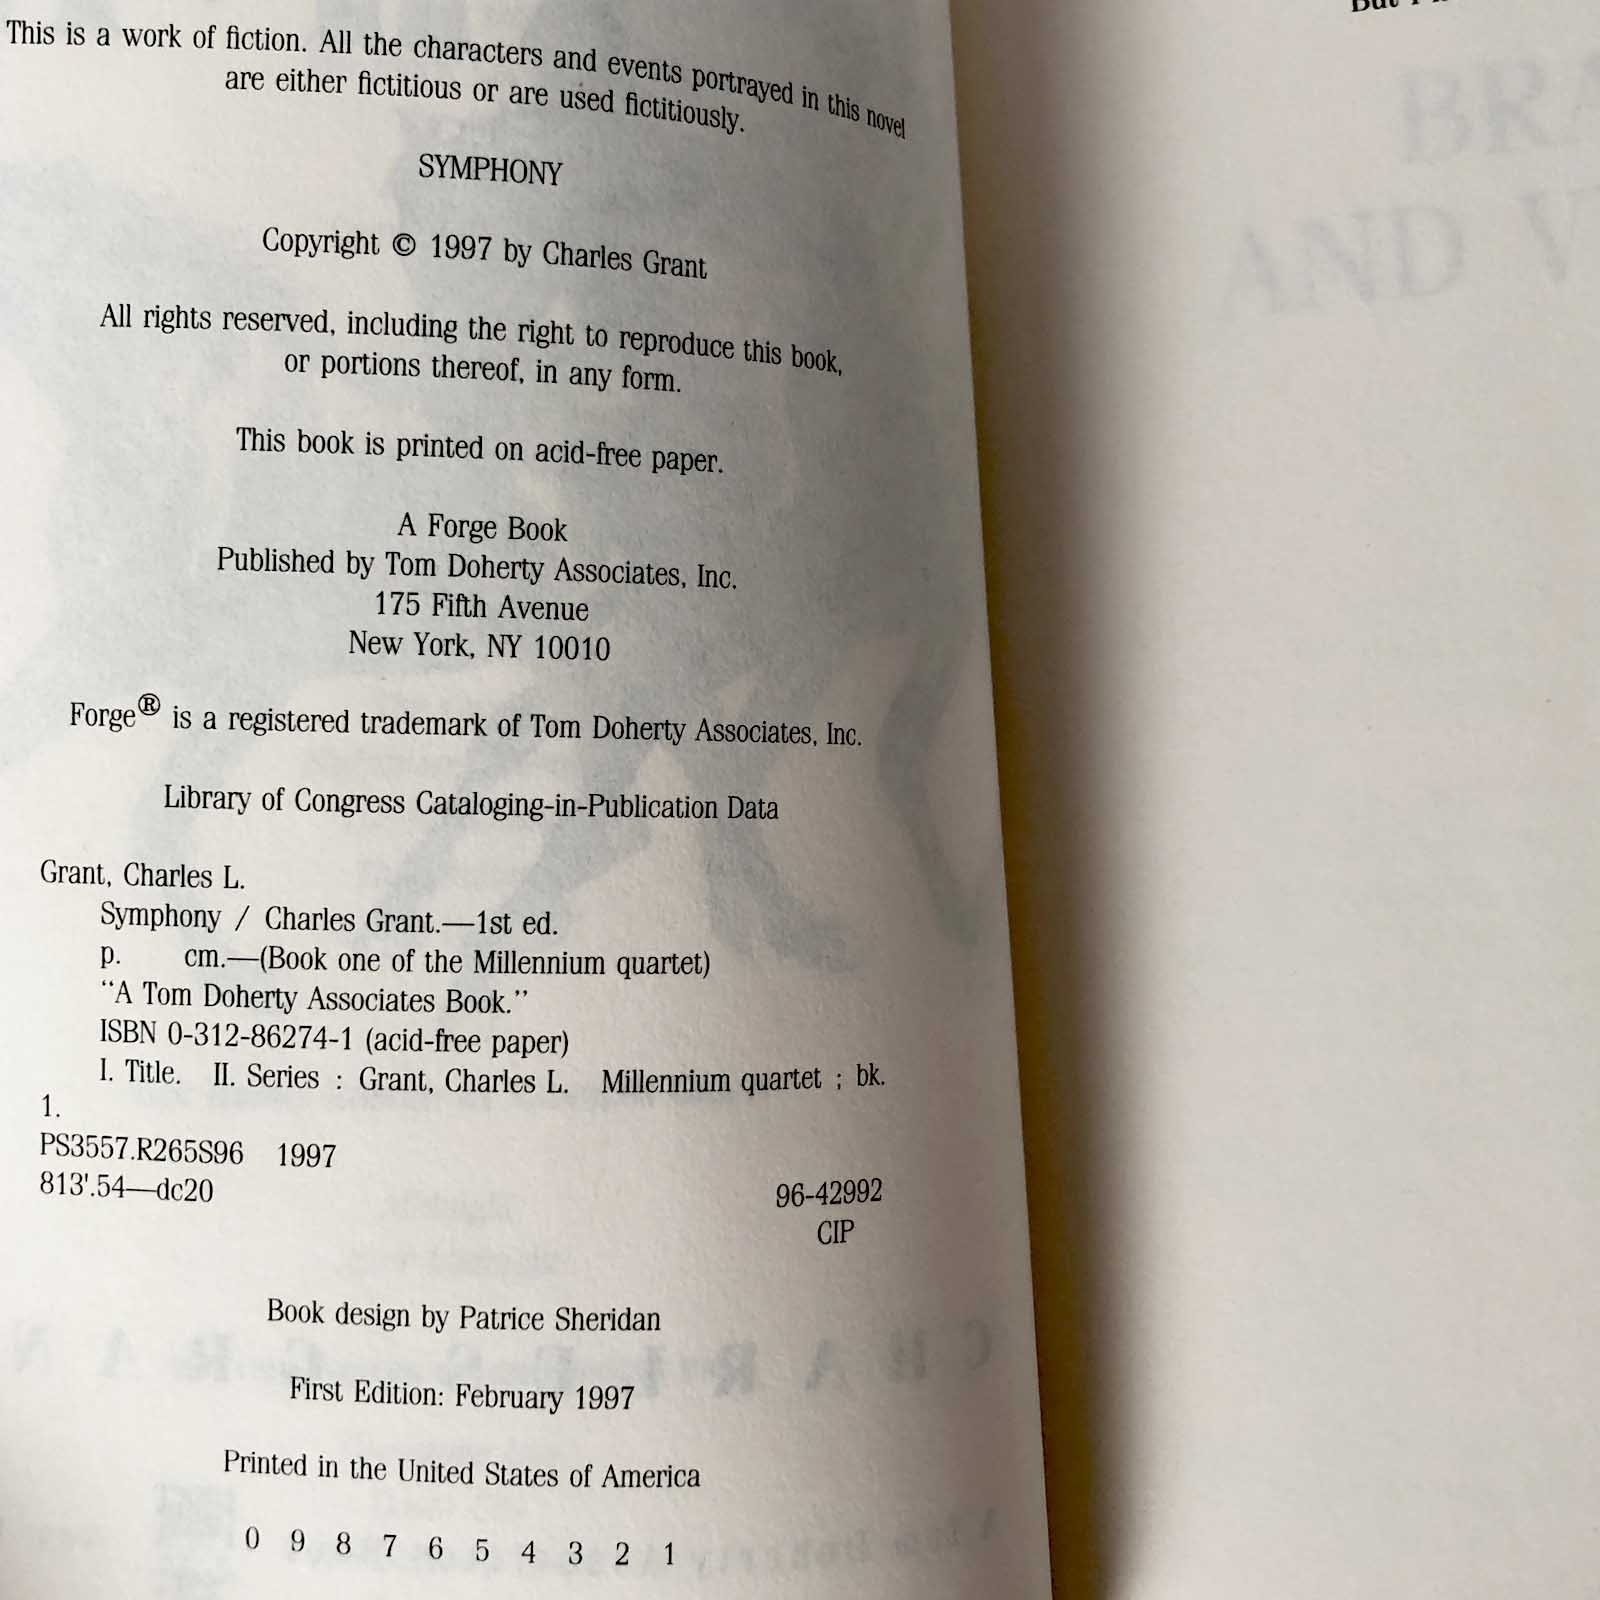 This is a work of fiction. All the characters and events portrayed in this novel
are either fictitious or are used fictitiously.
SYMPHONY
Copyright © 1997 by Charles Grant
All rights reserved, including the right to reproduce this book,
or portions thereof, in any form.
This book is printed on acid-free paper.
A Forge Book
Published by Tom Doherty Associates, Inc.
175 Fifth Avenue
New York, NY 10010
Forge® is a registered trademark of Tom Doherty Associates, Inc.
Library of Congress Cataloging-in-Publication Data
Grant, Charles L.
Symphony / Charles Grant.—1st ed.
p. cm.—(Book one of the Millennium quartet)
“A Tom Doherty Associates Book.”
ISBN 0-312-86274-1 (acid-free paper)
I. Title. II. Series : Grant, Charles L. Millennium quartet ; bk.
1.
PS3557.R265S96 1997
813'.54—dc20
96-42992
CIP
Book design by Patrice Sheridan
First Edition: February 1997
Printed in the United States of America
0 9 8 7 6 5 4 3 2 1
But
AND